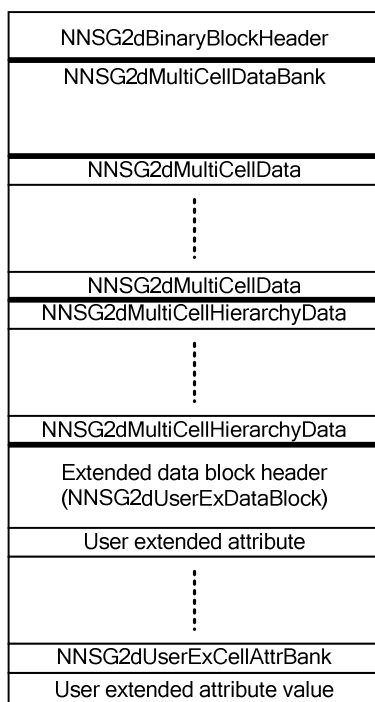 NNSG2dBinaryBlockHeader
NNSG2dMultiCellDataBank
NNSG2dMultiCellData
NNSG2dMultiCellData
NNSG2dMultiCellHierarchyData
NNSG2dMultiCellHierarchyData
Extended data block header
(NNSG2dUserExDataBlock)
User extended attribute
NNSG2dUserExCellAttrBank
User extended attribute value